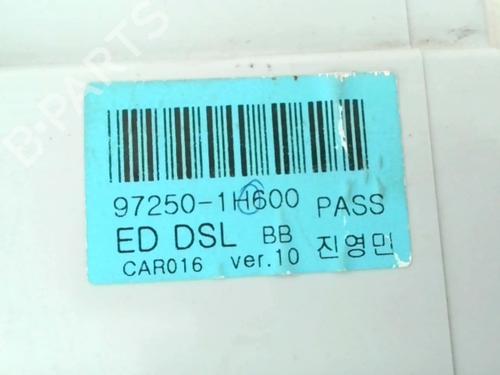 B-PARTS
97250-1H600 PASS
ED DSL BB 진영민
CAR016 ver.10